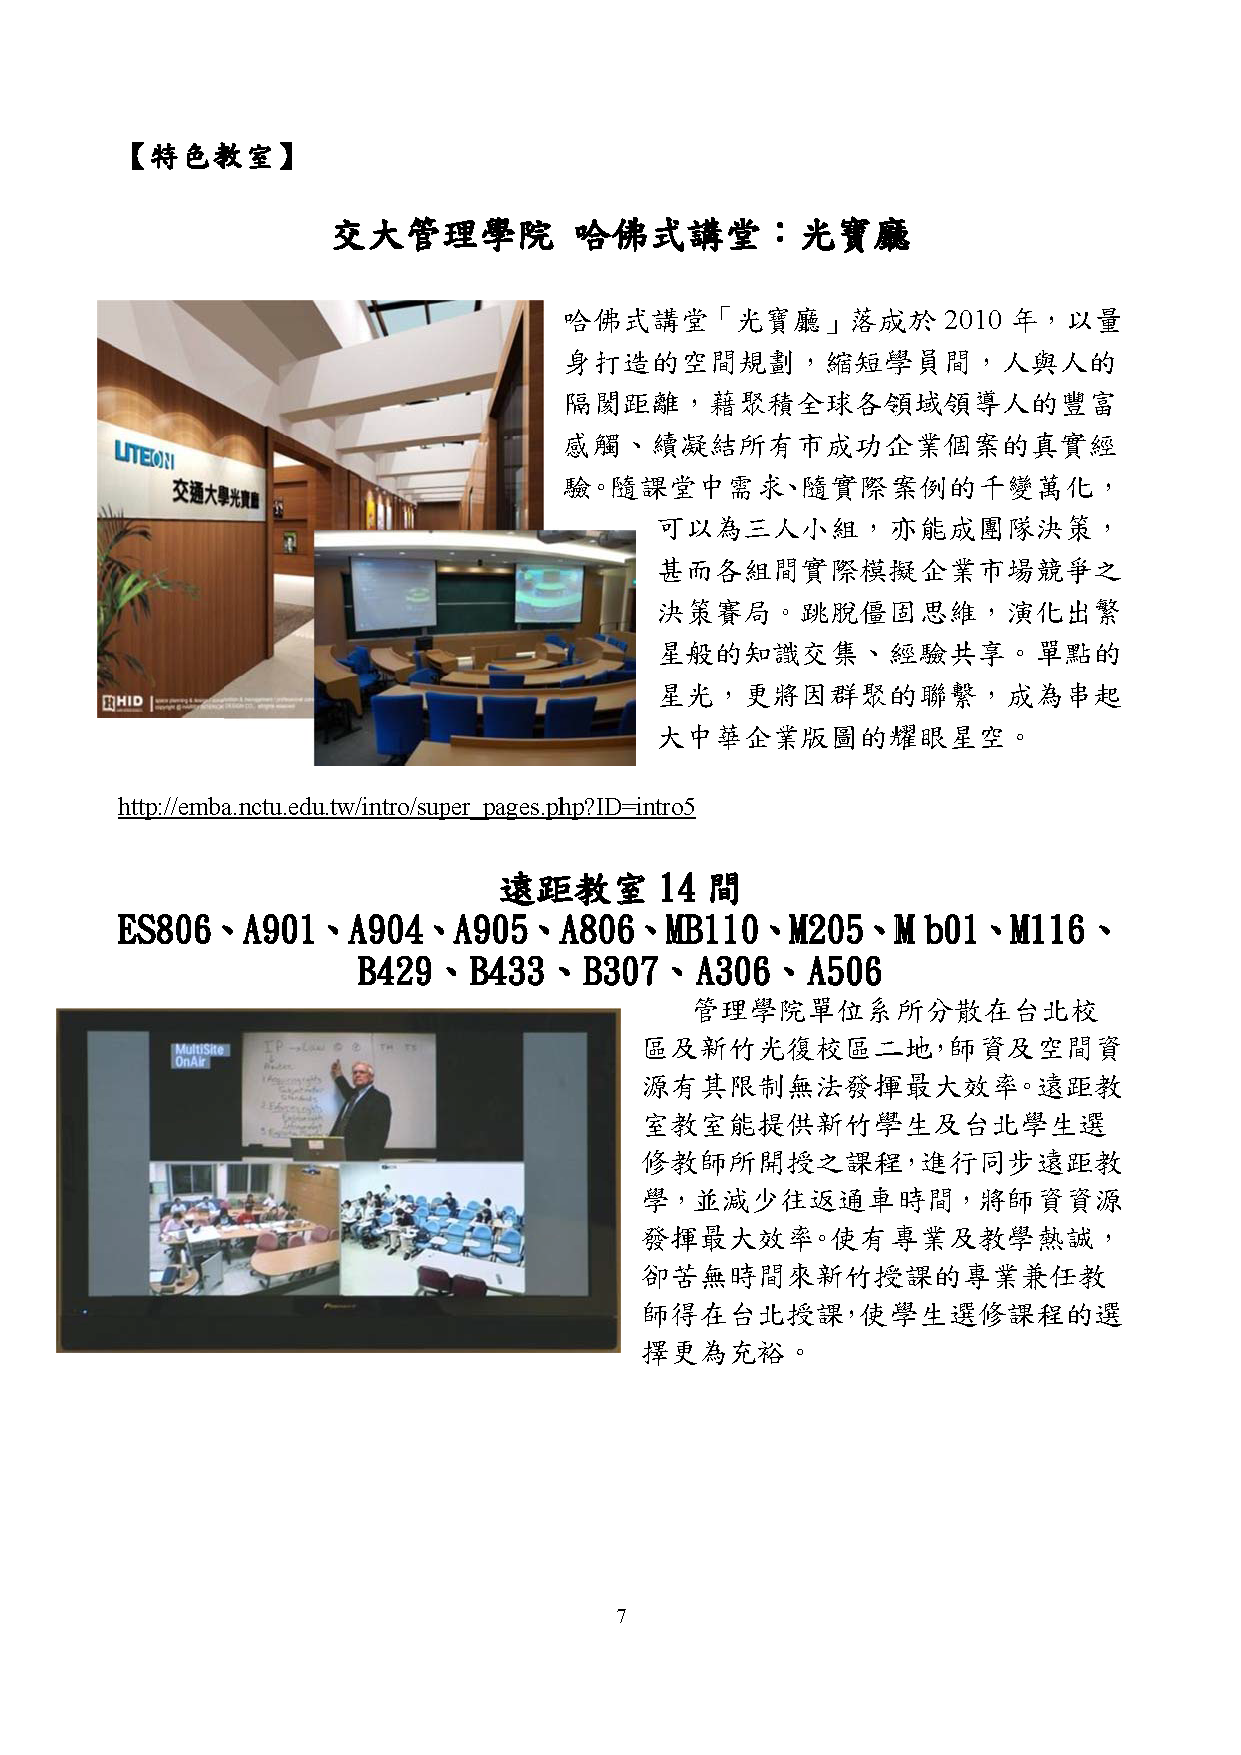 【特色教室】
交大管理學院 哈佛式講堂：光寶廳
哈佛式講堂「光寶廳」落成於 2010 年，以量
身打造的空間規劃，縮短學員間，人與人的
隔閡距離，藉聚積全球各領域領導人的豐富
感觸、續凝結所有市成功企業個案的真實經
驗。隨課堂中需求、隨實際案例的千變萬化，
可以為三人小組，亦能成團隊決策，
甚而各組間實際模擬企業市場競爭之
決策賽局。跳脫僵固思維，演化出繁
星般的知識交集、經驗共享。單點的
星光，更將因群聚的聯繫，成為串起
大中華企業版圖的耀眼星空。
LITEON
交通大學光寶廳
HID
http://emba.nctu.edu.tw/intro/super_pages.php?ID=intro5
遠距教室 14 間
ES806、A901、A904、A905、A806、MB110、M205、M b01、M116、
B429、B433、B307、A306、A506
管理學院單位系所分散在台北校
區及新竹光復校區二地，師資及空間資
源有其限制無法發揮最大效率。遠距教
室教室能提供新竹學生及台北學生選
修教師所開授之課程，進行同步遠距教
學，並減少往返通車時間，將師資資源
發揮最大效率。使有專業及教學熱誠，
卻苦無時間來新竹授課的專業兼任教
師得在台北授課，使學生選修課程的選
擇更為充裕。
MultiSite
OnAir
7